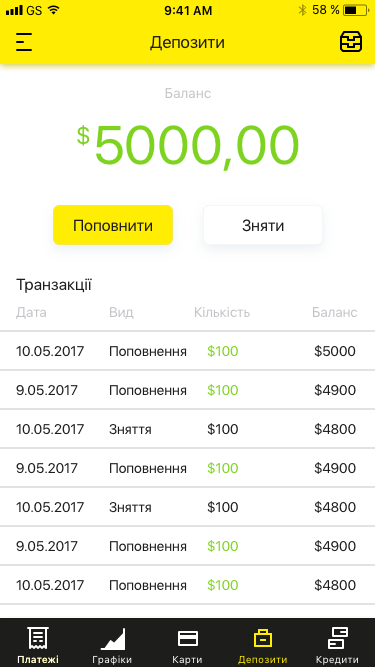 GS 9:41 AM 58 %
Депозити
Баланс
$5000,00
Поповнити Зняти
Транзакції
Дата Вид Кількість Баланс
10.05.2017 Поповнення $100 $5000
9.05.2017 Поповнення $100 $4900
10.05.2017 Зняття $100 $4800
9.05.2017 Поповнення $100 $4900
10.05.2017 Зняття $100 $4800
9.05.2017 Поповнення $100 $4900
10.05.2017 Поповнення $100 $4800
Платежі Графіки Карти Депозити Кредити